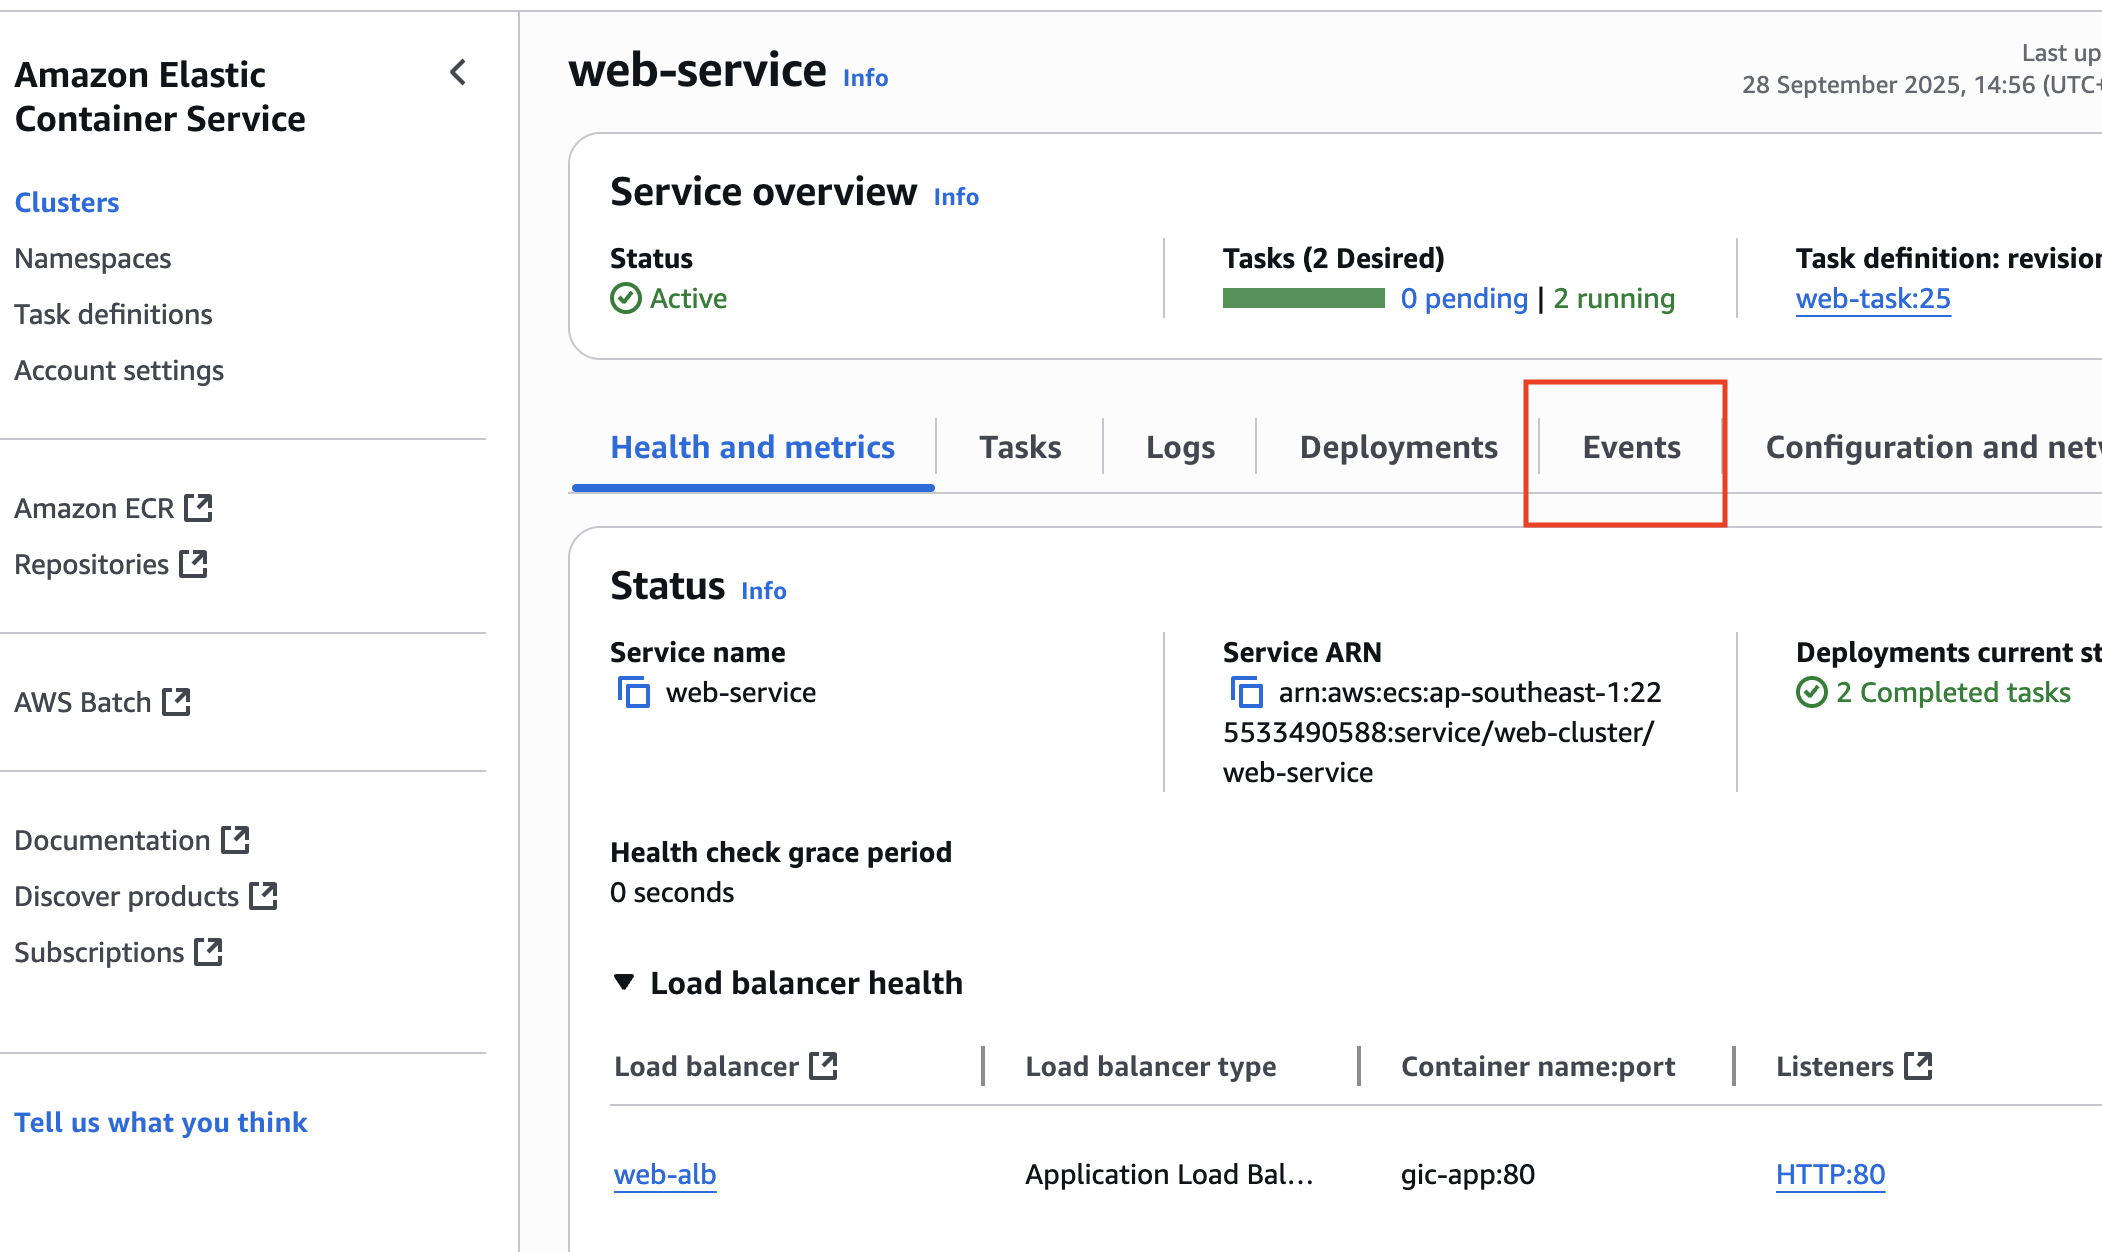 Amazon Elastic
Container Service
Clusters
Namespaces
Task definitions
Account settings
Amazon ECR
Repositories
AWS Batch
Documentation
Discover products
Subscriptions
Tell us what you think
web-service Info
Last up
28 September 2025, 14:56 (UTC+
Service overview Info
Status
Active
Tasks (2 Desired)
0 pending | 2 running
Task definition: revision
web-task:25
Health and metrics Tasks Logs Deployments Events Configuration and netw
Status Info
Service name
web-service
Service ARN
arn:aws:ecs:ap-southeast-1:22
5533490588:service/web-cluster/
web-service
Deployments current st
2 Completed tasks
Health check grace period
0 seconds
Load balancer health
Load balancer Load balancer type Container name:port Listeners
web-alb Application Load Bal... gic-app:80 HTTP:80